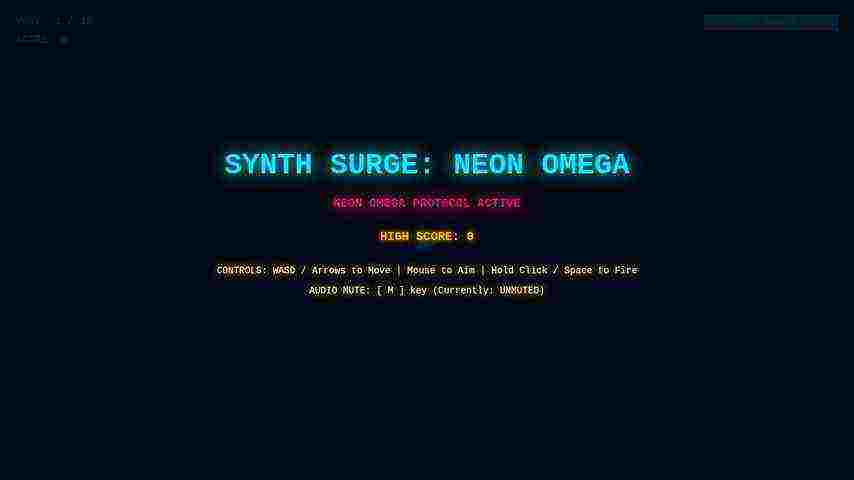 SYNTH SURGE: NEON OMEGA
NEON OMEGA PROTOCOL ACTIVE
HIGH SCORE: 0
CONTROLS: WASD / Arrows to Move | Mouse to Aim | Hold Click / Space to Fire
AUDIO MUTE: [ M ] key (Currently: UNMUTED)